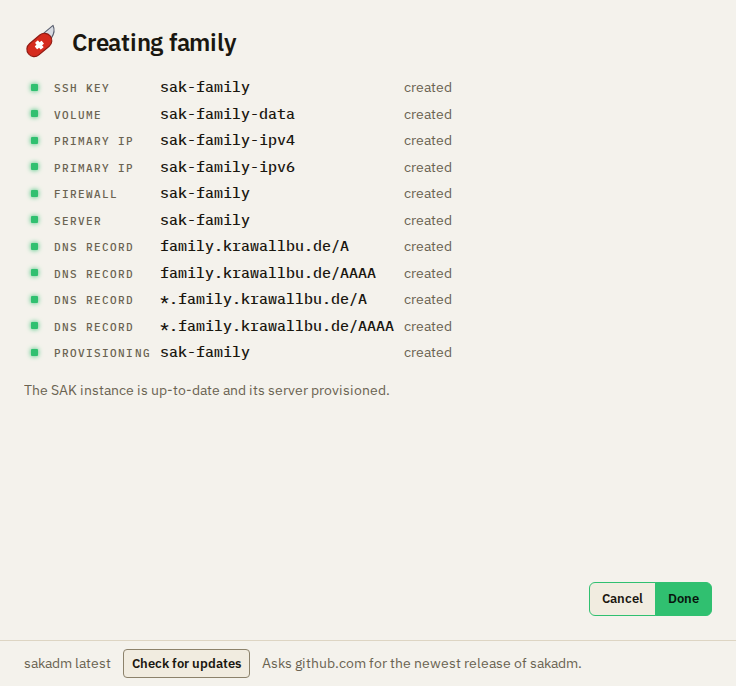 Creating family
SSH KEY sak-family created
VOLUME sak-family-data created
PRIMARY IP sak-family-ipv4 created
PRIMARY IP sak-family-ipv6 created
FIREWALL sak-family created
SERVER sak-family created
DNS RECORD family.krawallbu.de/A created
DNS RECORD family.krawallbu.de/AAAA created
DNS RECORD *.family.krawallbu.de/A created
DNS RECORD *.family.krawallbu.de/AAAA created
PROVISIONING sak-family created
The SAK instance is up-to-date and its server provisioned.
Cancel Done
sakadm latest Check for updates Asks github.com for the newest release of sakadm.